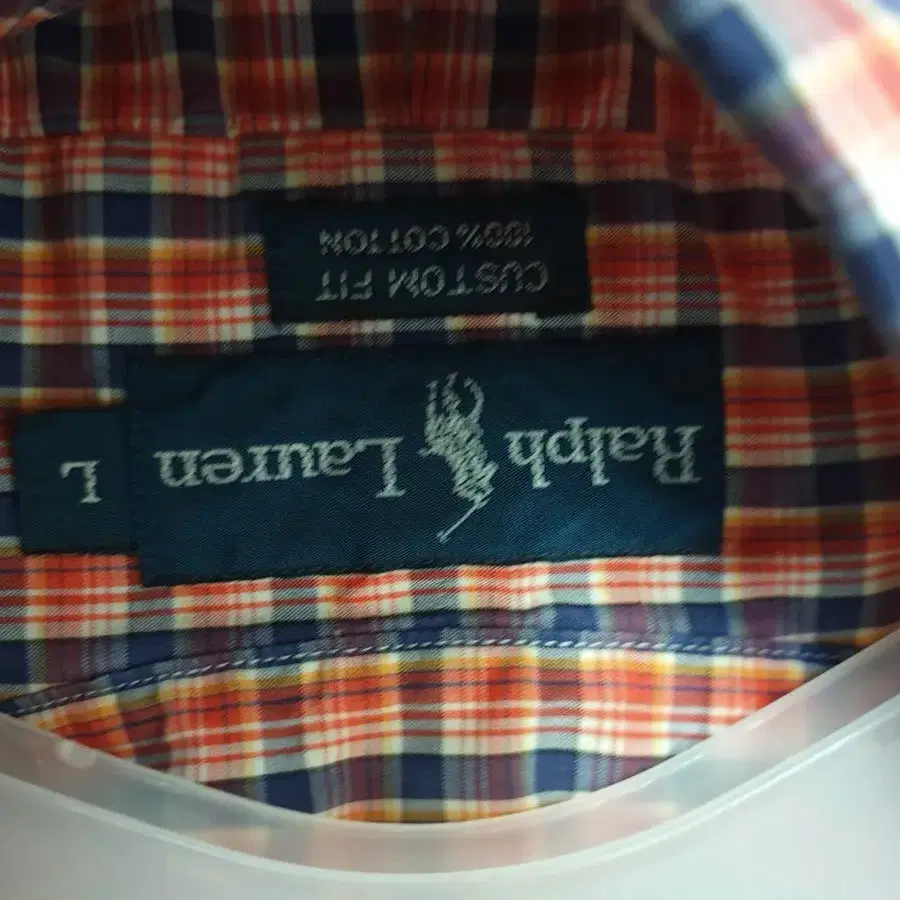 Ralph Lauren
L
CUSTOM FIT
100% COTTON